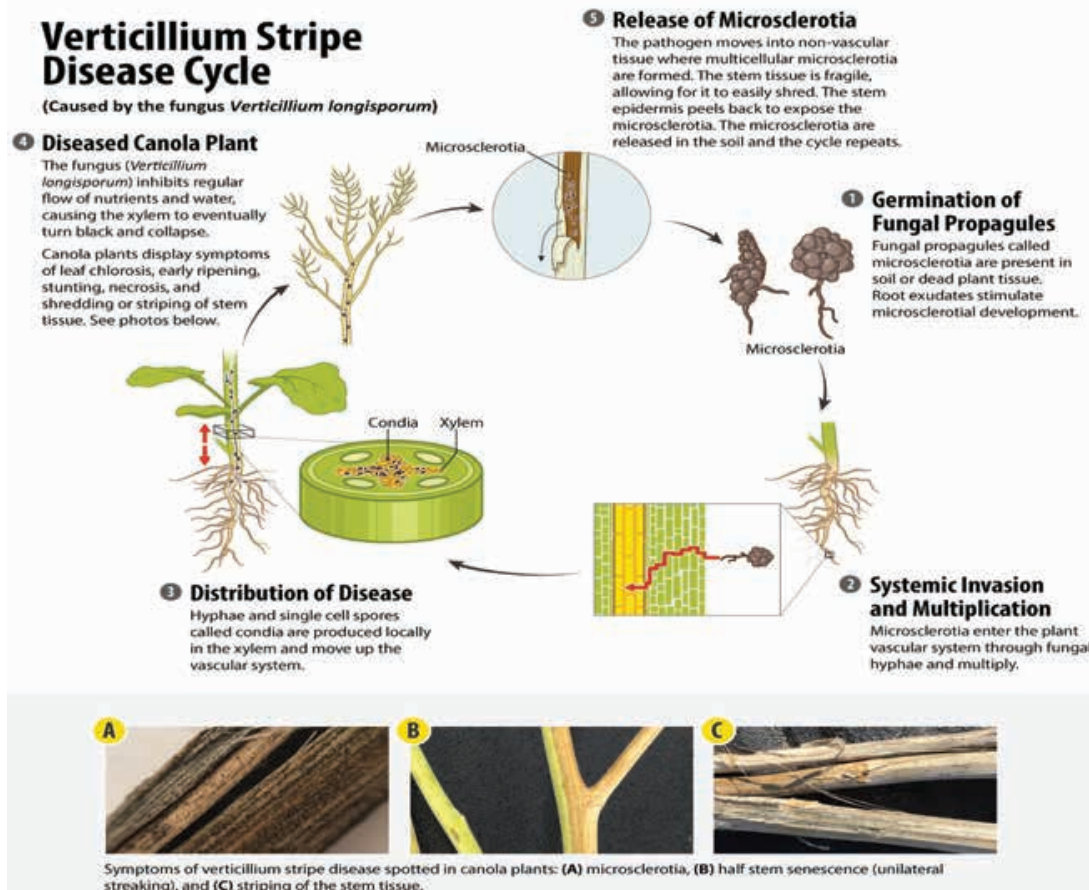 Verticillium Stripe
Disease Cycle
(Caused by the fungus Verticillium longisporum)
1 Germination of
Fungal Propagules
Fungal propagules called
microsclerotia are present in
soil or dead plant tissue.
Root exudates stimulate
microsclerotial development.
Microsclerotia
2 Systemic Invasion
and Multiplication
Microsclerotia enter the plant
vascular system through fungal
hyphae and multiply.
3 Distribution of Disease
Hyphae and single cell spores
called condia are produced locally
in the xylem and move up the
vascular system.
Condia
Xylem
4 Diseased Canola Plant
The fungus (Verticillium
longisporum) inhibits regular
flow of nutrients and water,
causing the xylem to eventually
turn black and collapse.
Canola plants display symptoms
of leaf chlorosis, early ripening,
stunting, necrosis, and
shredding or striping of stem
tissue. See photos below.
5 Release of Microsclerotia
The pathogen moves into non-vascular
tissue where multicellular microsclerotia
are formed. The stem tissue is fragile,
allowing for it to easily shred. The stem
epidermis peels back to expose the
microsclerotia. The microsclerotia are
released in the soil and the cycle repeats.
Microsclerotia
A
B
C
Symptoms of verticillium stripe disease spotted in canola plants: (A) microsclerotia, (B) half stem senescence (unilateral
streaking), and (C) striping of the stem tissue.